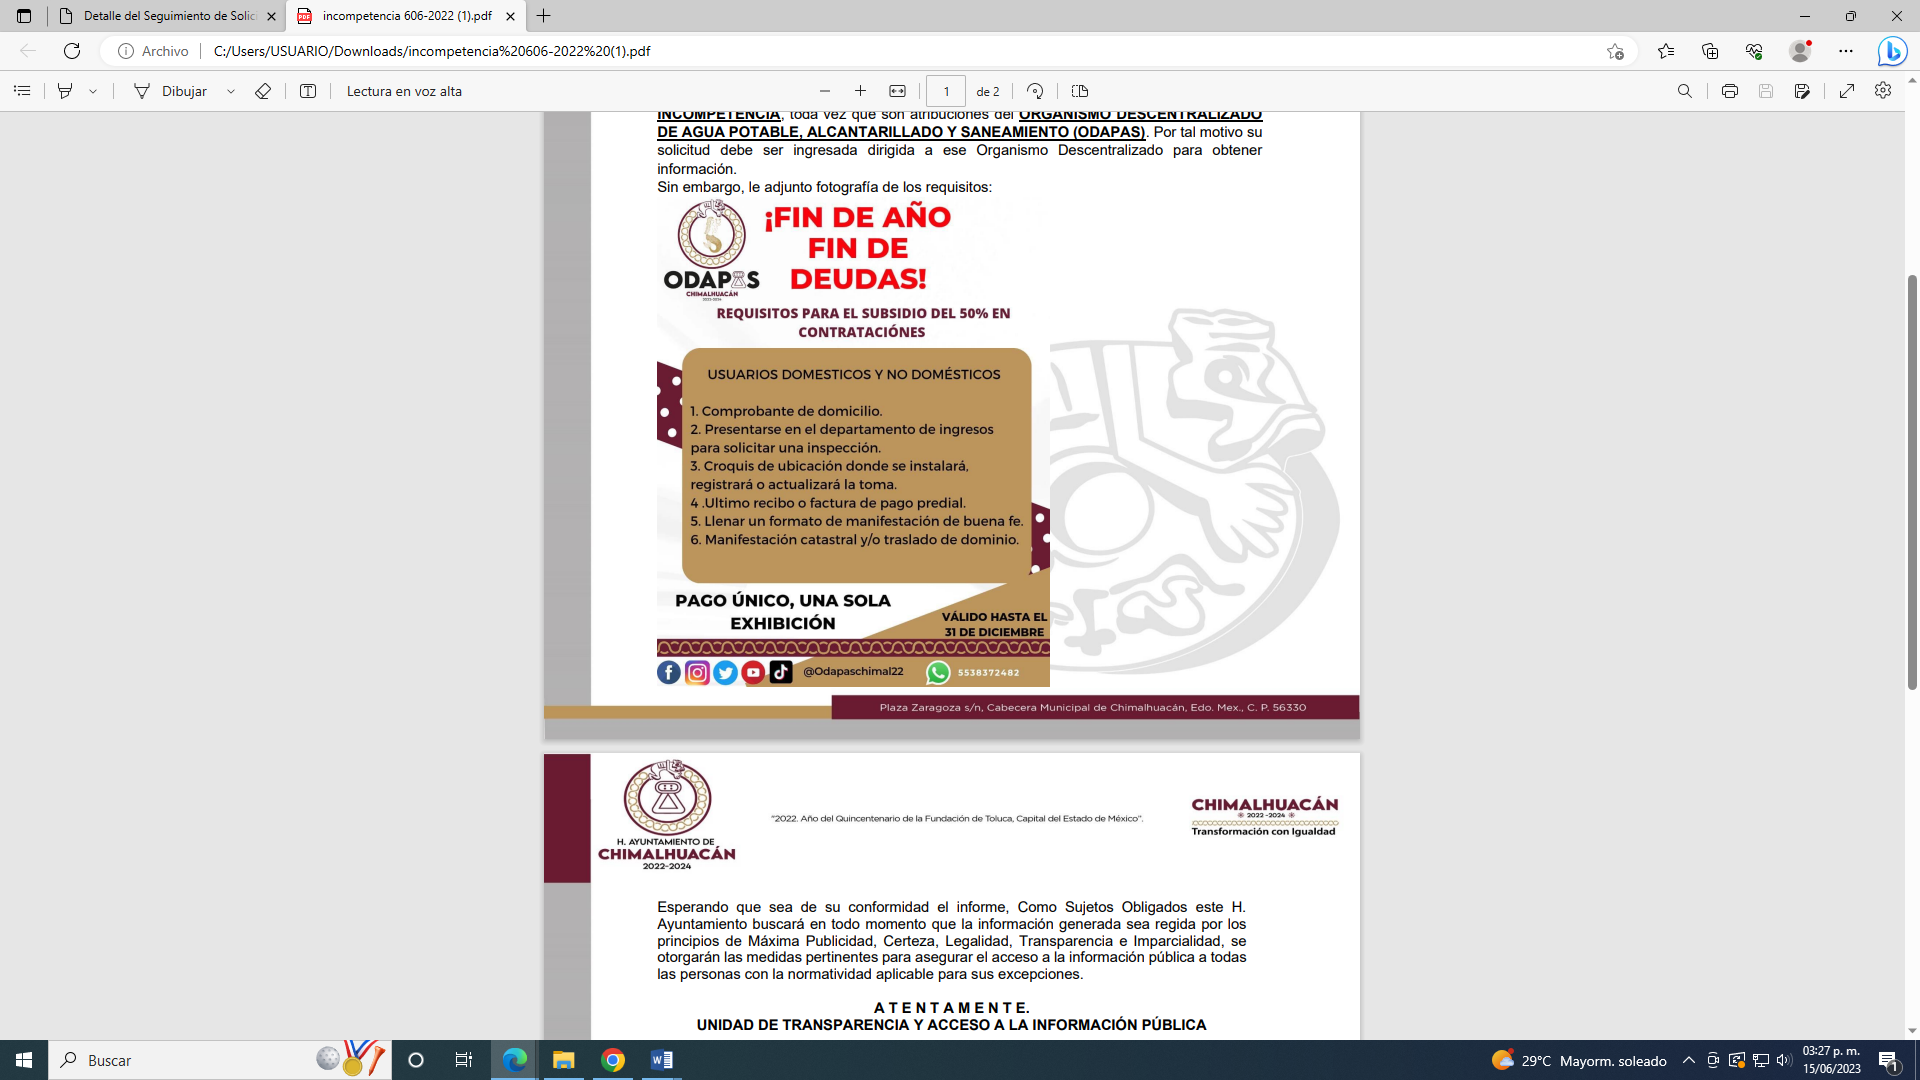 Detalle del Seguimiento de Solic
incompetencia 606-2022 (1).pdf
Archivo
C:/Users/USUARIO/Downloads/incompetencia%20606-2022%20(1).pdf
Dibujar
Lectura en voz alta
1
de 2
INCOMPETENCIA, toda vez que son atribuciones del ORGANISMO DESCENTRALIZADO
DE AGUA POTABLE, ALCANTARILLADO Y SANEAMIENTO (ODAPAS). Por tal motivo su
solicitud debe ser ingresada dirigida a ese Organismo Descentralizado para obtener
información.
Sin embargo, le adjunto fotografía de los requisitos:
ODAPAS
CHIMALHUACÁN
2022-2024
¡FIN DE AÑO
FIN DE
DEUDAS!
REQUISITOS PARA EL SUBSIDIO DEL 50% EN
CONTRATACIÓNES
USUARIOS DOMESTICOS Y NO DOMÉSTICOS
1. Comprobante de domicilio.
2. Presentarse en el departamento de ingresos
para solicitar una inspección.
3. Croquis de ubicación donde se instalará,
registrará o actualizará la toma.
4 .Ultimo recibo o factura de pago predial.
5. Llenar un formato de manifestación de buena fe.
6. Manifestación catastral y/o traslado de dominio.
PAGO ÚNICO, UNA SOLA
EXHIBICIÓN
VÁLIDO HASTA EL
31 DE DICIEMBRE
@Odapaschimal22
5538372482
Plaza Zaragoza s/n, Cabecera Municipal de Chimalhuacán, Edo. Mex., C. P. 56330
H. AYUNTAMIENTO DE
CHIMALHUACÁN
2022-2024
"2022. Año del Quincentenario de la Fundación de Toluca, Capital del Estado de México".
CHIMALHUACÁN
2022 -2024
Transformación con Igualdad
Esperando que sea de su conformidad el informe, Como Sujetos Obligados este H.
Ayuntamiento buscará en todo momento que la información generada sea regida por los
principios de Máxima Publicidad, Certeza, Legalidad, Transparencia e Imparcialidad, se
otorgarán las medidas pertinentes para asegurar el acceso a la información pública a todas
las personas con la normatividad aplicable para sus excepciones.
A T E N T A M E N T E.
UNIDAD DE TRANSPARENCIA Y ACCESO A LA INFORMACIÓN PÚBLICA
Buscar
29°C Mayorm. soleado
03:27 p. m.
15/06/2023
1